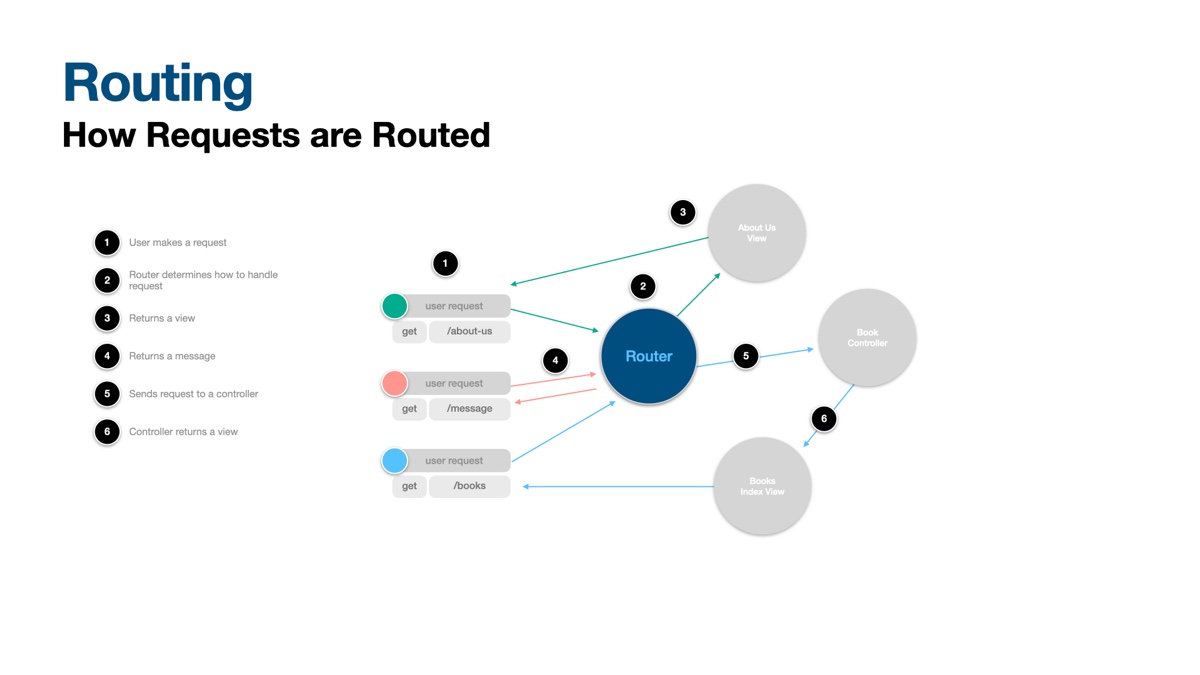 Routing
How Requests are Routed
1 User makes a request
2 Router determines how to handle
request
3 Returns a view
4 Returns a message
5 Sends request to a controller
6 Controller returns a view
1
user request
get /about-us
4
user request
get /message
user request
get /books
2
Router
3
About Us
View
5
Book
Controller
6
Books
Index View